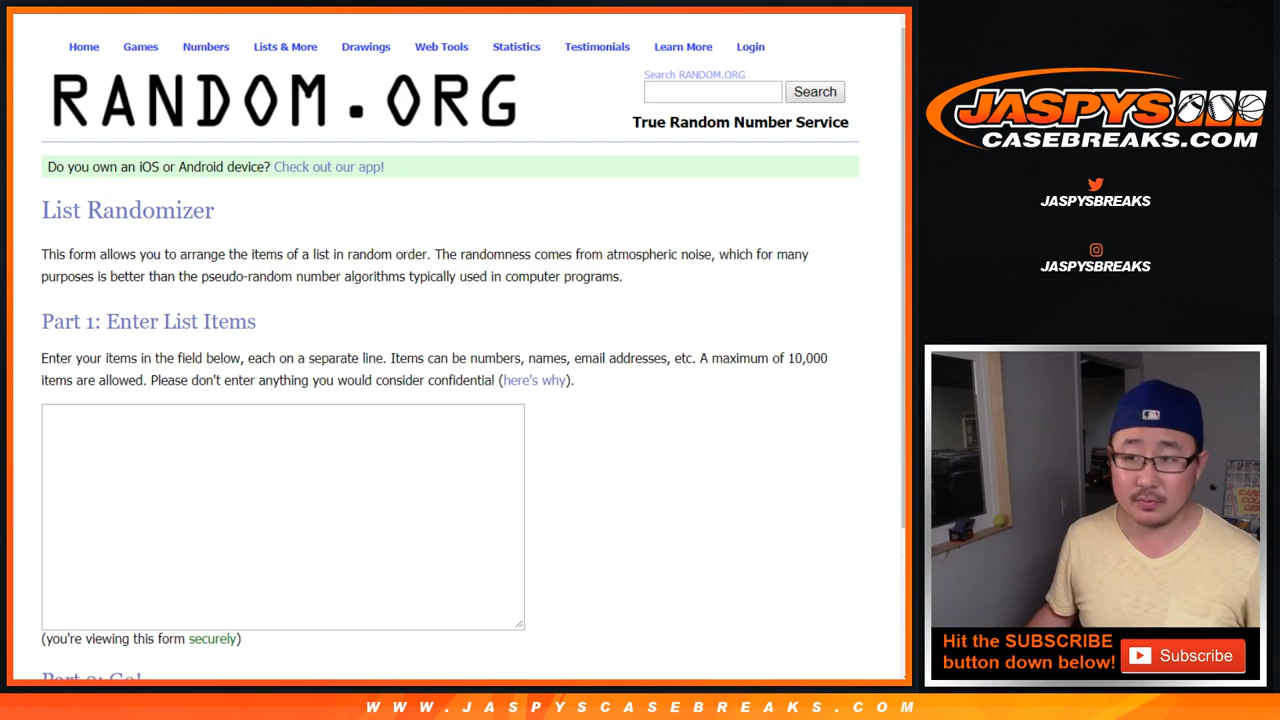 Home Games Numbers Lists & More Drawings Web Tools Statistics Testimonials Learn More Login
RANDOM.ORG
Search RANDOM.ORG
Search
True Random Number Service
Do you own an iOS or Android device? Check out our app!
List Randomizer
This form allows you to arrange the items of a list in random order. The randomness comes from atmospheric noise, which for many
purposes is better than the pseudo-random number algorithms typically used in computer programs.
Part 1: Enter List Items
Enter your items in the field below, each on a separate line. Items can be numbers, names, email addresses, etc. A maximum of 10,000
items are allowed. Please don't enter anything you would consider confidential (here's why).
(you're viewing this form securely)
Part 2: Go!
JASPYS
CASEBREAKS.COM
JASPYSBREAKS
JASPYSBREAKS
Hit the SUBSCRIBE
button down below!
Subscribe
WWW.JASPYSCASEBREAKS.COM